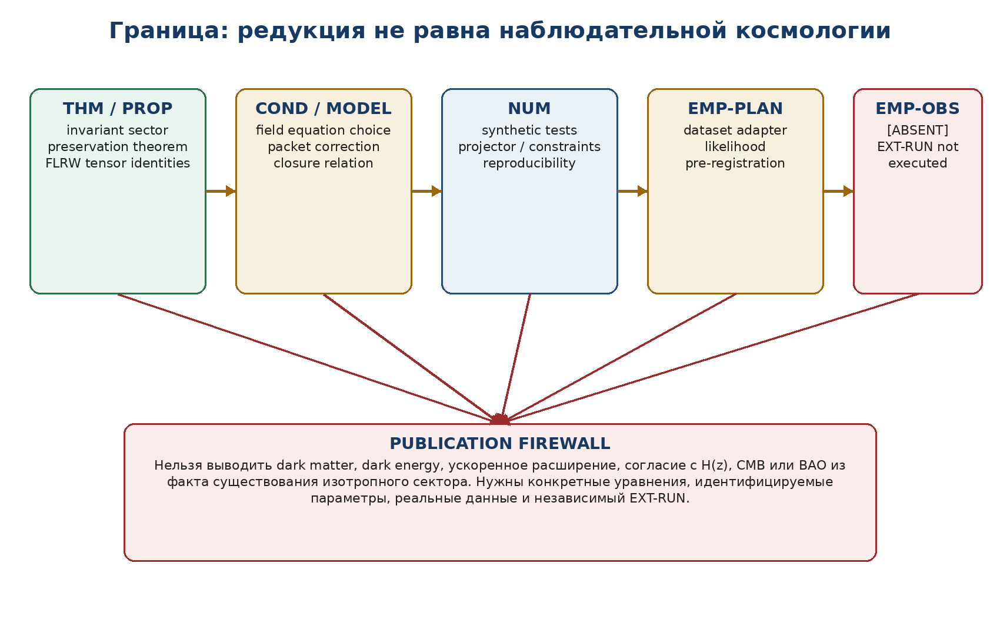 Граница: редукция не равна наблюдательной космологии
THM / PROP
invariant sector
preservation theorem
FLRW tensor identities
COND / MODEL
field equation choice
packet correction
closure relation
NUM
synthetic tests
projector / constraints
reproducibility
EMP-PLAN
dataset adapter
likelihood
pre-registration
EMP-OBS
[ABSENT]
EXT-RUN not
executed
PUBLICATION FIREWALL
Нельзя выводить dark matter, dark energy, ускоренное расширение, согласие с H(z), CMB или BAO из
факта существования изотропного сектора. Нужны конкретные уравнения, идентифицируемые
параметры, реальные данные и независимый EXT-RUN.